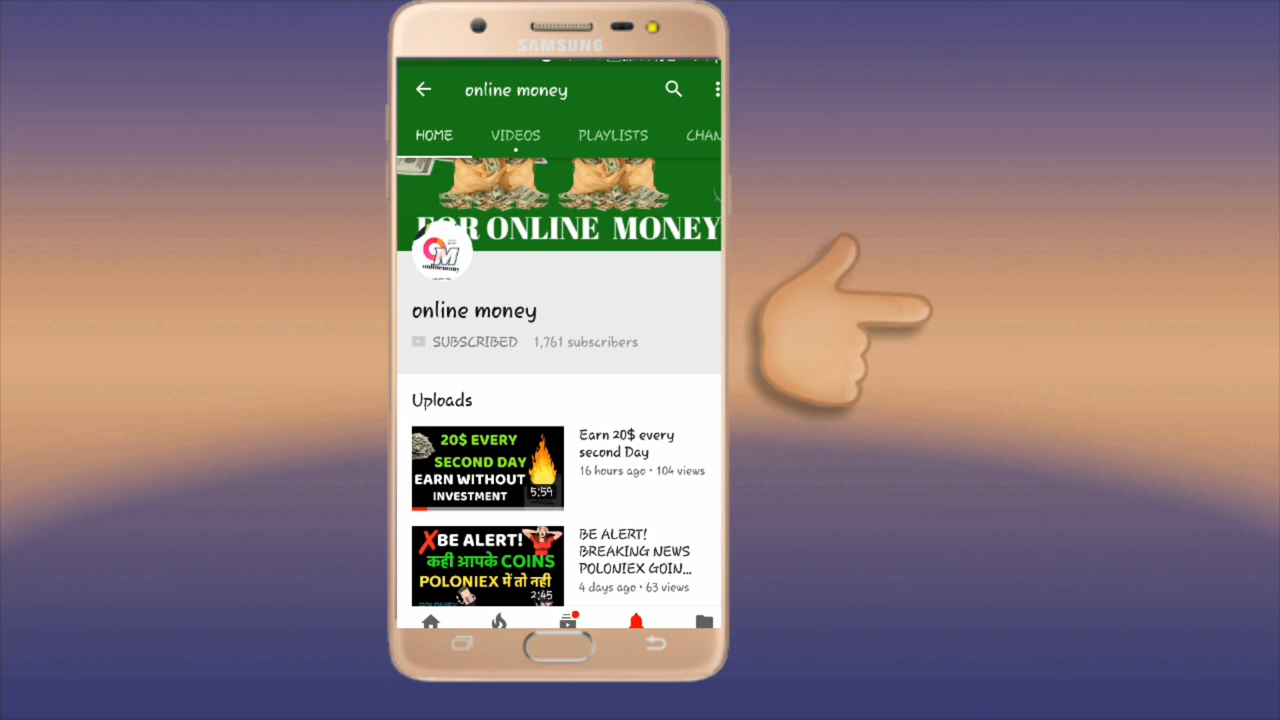 SAMSUNG
online money
HOME VIDEOS PLAYLISTS CHAN
FOR ONLINE MONEY
OM
online money
SUBSCRIBED 1,761 subscribers
Uploads
20$ EVERY
SECOND DAY
EARN WITHOUT
INVESTMENT
5:59
Earn 20$ every
second Day
16 hours ago • 104 views
BE ALERT!
कही आपके COINS
POLONIEX में तो नही
2:45
POLONIEX
BE ALERT!
BREAKING NEWS
POLONIEX GOIN...
4 days ago • 63 views